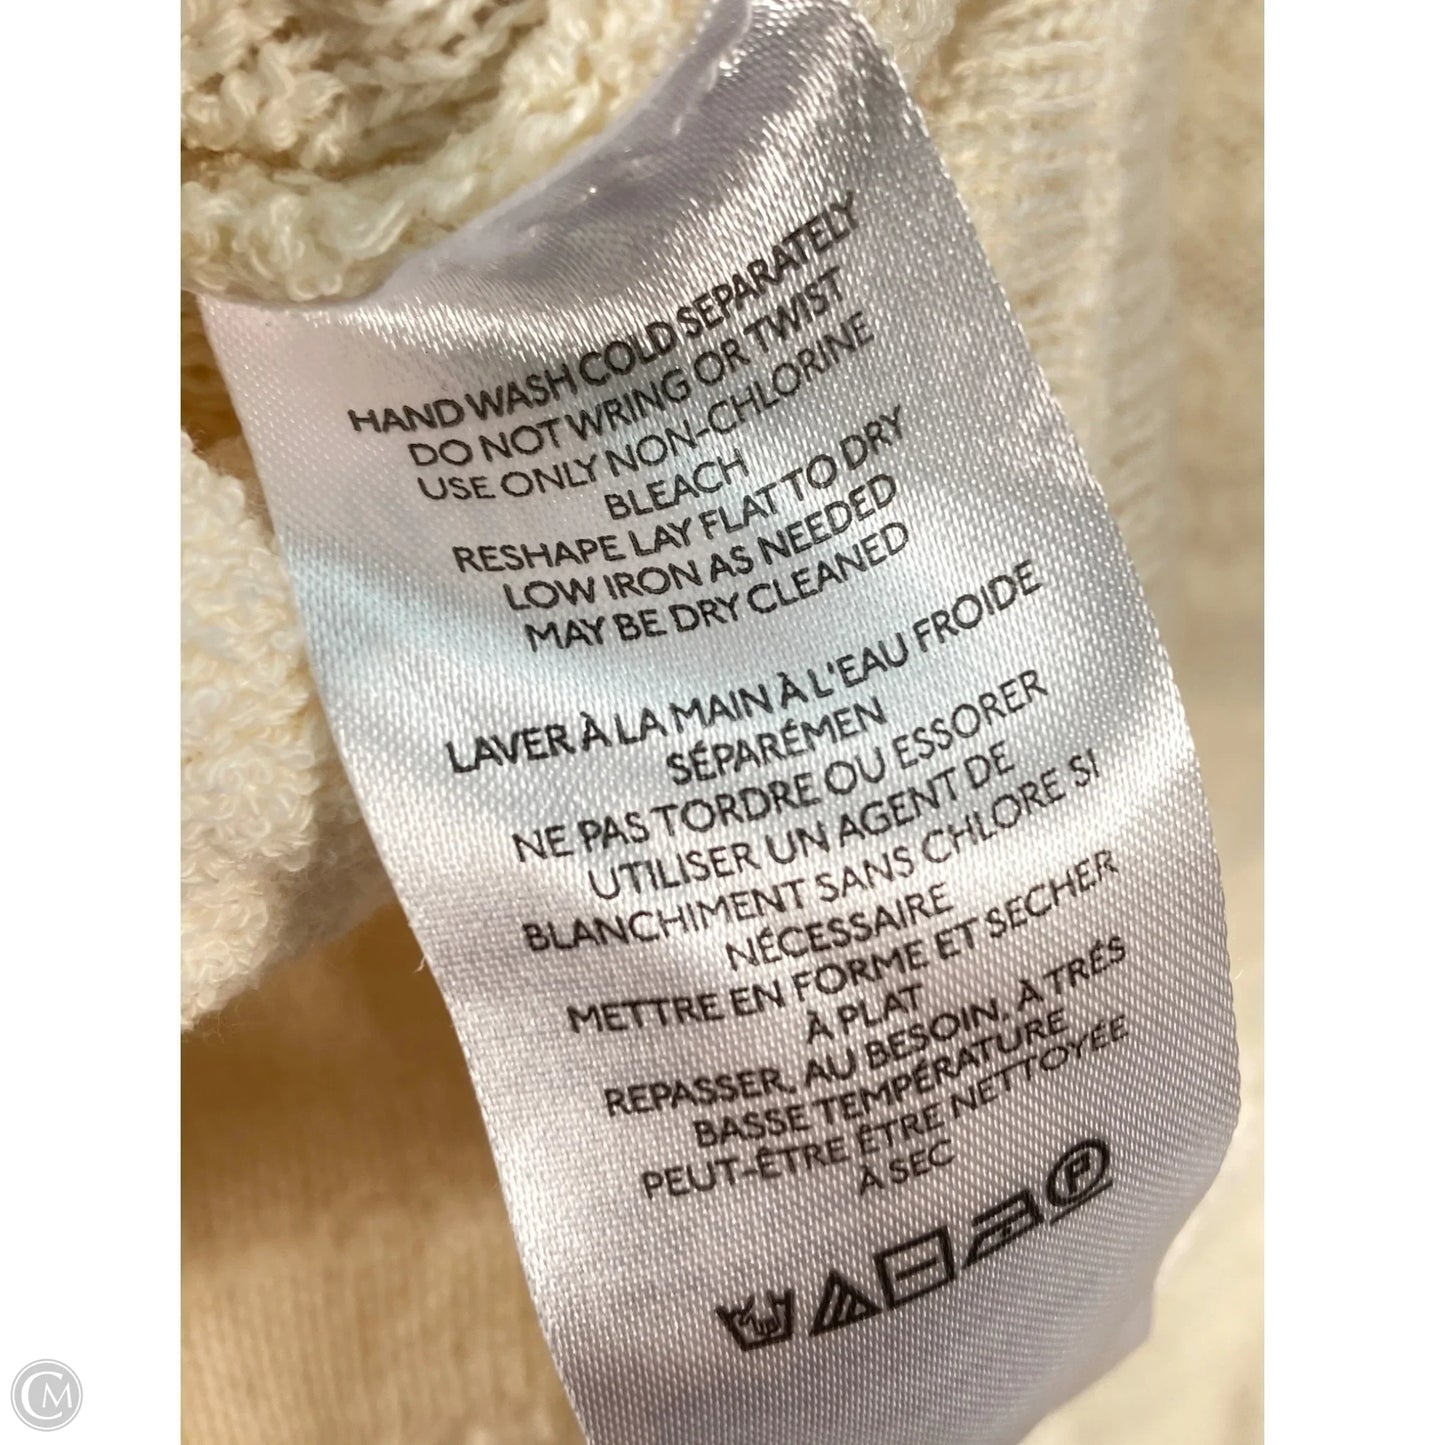 HAND WASH COLD SEPARATELY
DO NOT WRING OR TWIST
USE ONLY NON-CHLORINE
BLEACH
RESHAPE LAY FLAT TO DRY
LOW IRON AS NEEDED
MAY BE DRY CLEANED
LAVER À LA MAIN À L'EAU FROIDE
SÉPARÉMEN
NE PAS TORDRE OU ESSORER
UTILISER UN AGENT DE
BLANCHIMENT SANS CHLORE SI
NÉCESSAIRE
METTRE EN FORME ET SECHER
À PLAT
REPASSER, AU BESOIN, À TRÉS
BASSE TEMPÉRATURE
PEUT-ÊTRE ÊTRE NETTOYÉE
À SEC
P
CM